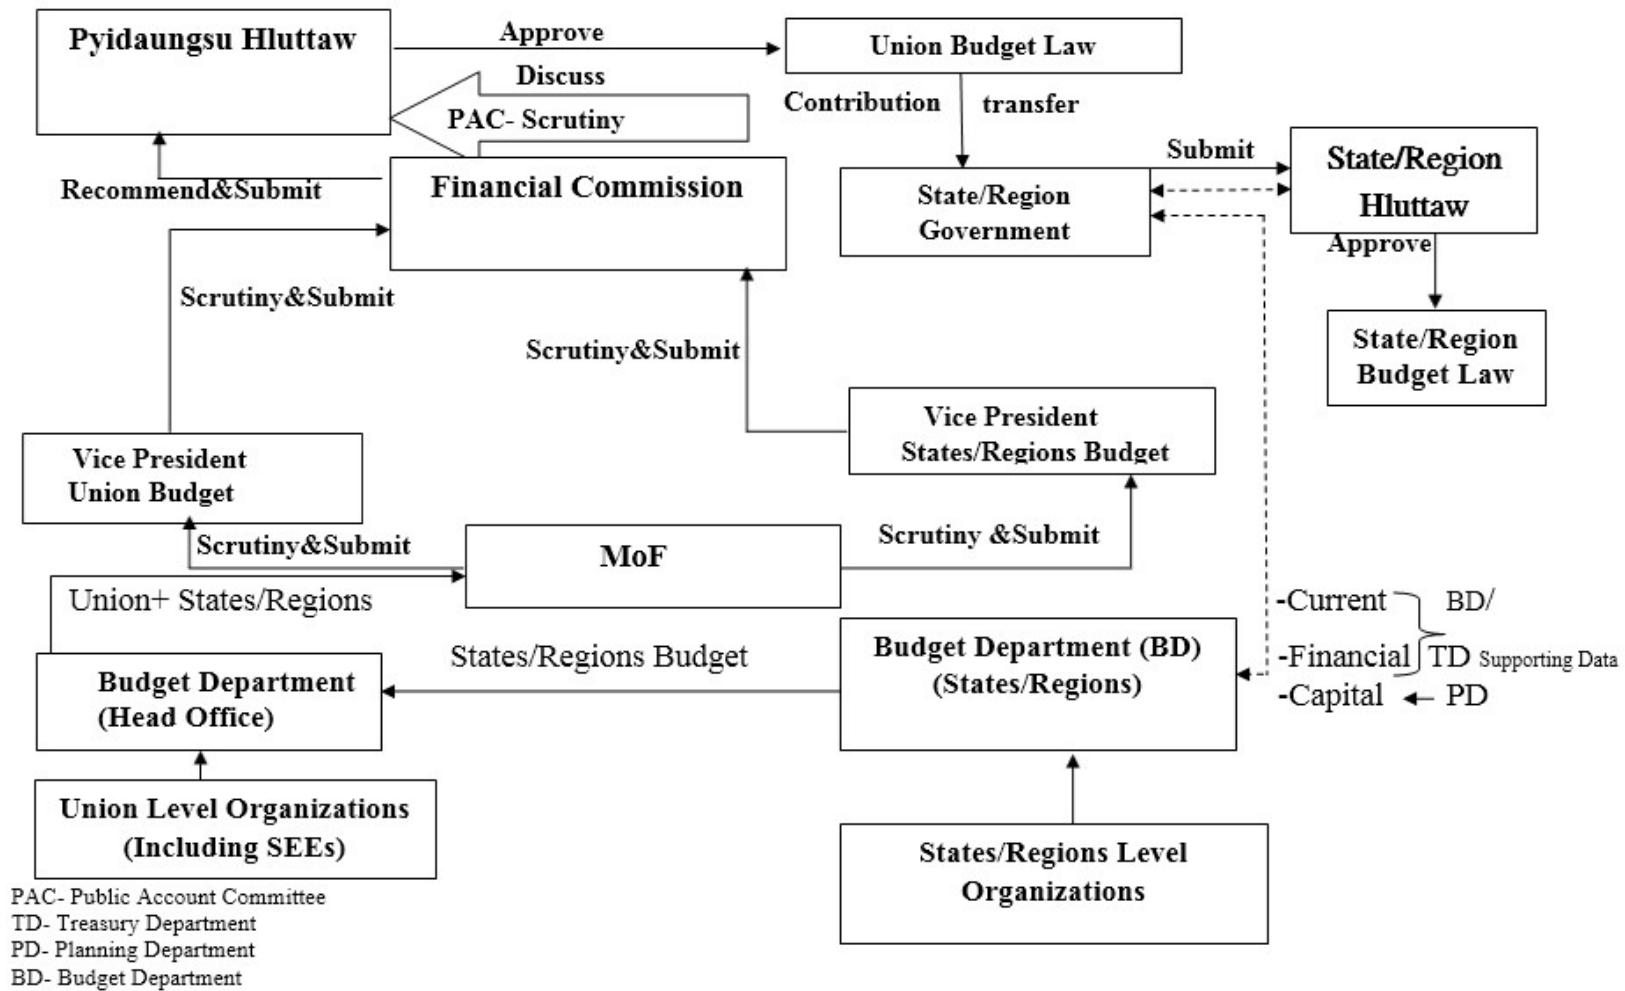 Pyidaungsu Hluttaw
Approve
Union Budget Law
Discuss
PAC- Scrutiny
Contribution transfer
Recommend&Submit
Financial Commission
State/Region
Government
Submit
State/Region
Hluttaw
Approve
State/Region
Budget Law
Scrutiny&Submit
Scrutiny&Submit
Vice President
States/Regions Budget
Vice President
Union Budget
Scrutiny&Submit
MoF
Scrutiny &Submit
Union+ States/Regions
-Current BD/
-Financial TD Supporting Data
-Capital PD
States/Regions Budget
Budget Department (BD)
(States/Regions)
Budget Department
(Head Office)
Union Level Organizations
(Including SEEs)
States/Regions Level
Organizations
PAC- Public Account Committee
TD- Treasury Department
PD- Planning Department
BD- Budget Department